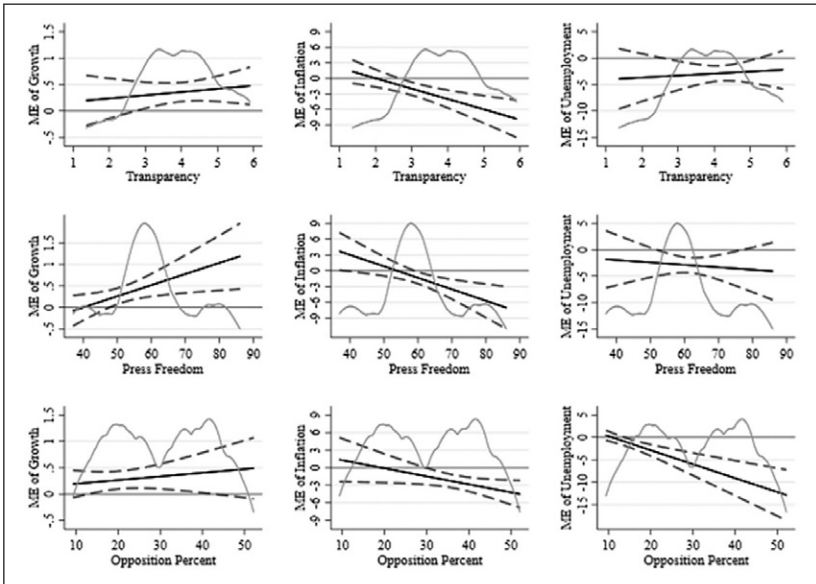 ME of Growth
-.5 0 .5 1 1.5
1 2 3 4 5 6
Transparency
ME of Inflation
-9 -6 -3 0 3 6 9
1 2 3 4 5 6
Transparency
ME of Unemployment
-15 -10 -5 0 5
1 2 3 4 5 6
Transparency
ME of Growth
-.5 0 .5 1 1.5
40 50 60 70 80 90
Press Freedom
ME of Inflation
-9 -6 -3 0 3 6 9
40 50 60 70 80 90
Press Freedom
ME of Unemployment
-15 -10 -5 0 5
40 50 60 70 80 90
Press Freedom
ME of Growth
-.5 0 .5 1 1.5
10 20 30 40 50
Opposition Percent
ME of Inflation
-9 -6 -3 0 3 6 9
10 20 30 40 50
Opposition Percent
ME of Unemployment
-15 -10 -5 0 5
10 20 30 40 50
Opposition Percent